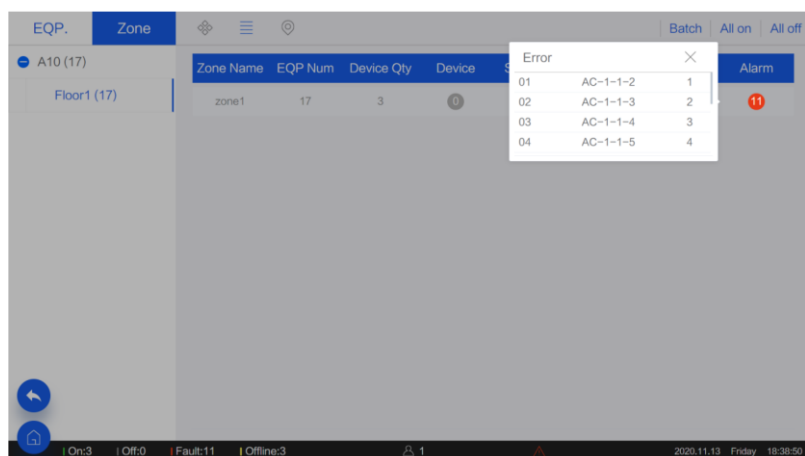 EQP. Zone Batch All on All off
A10 (17)
Floor1 (17)
Zone Name EQP Num Device Qty Device S Alarm
zone1 17 3 0 11
Error
01 AC-1-1-2 1
02 AC-1-1-3 2
03 AC-1-1-4 3
04 AC-1-1-5 4
On:3 Off:0 Fault:11 Offline:3 1 2020.11.13 Friday 18:38:50